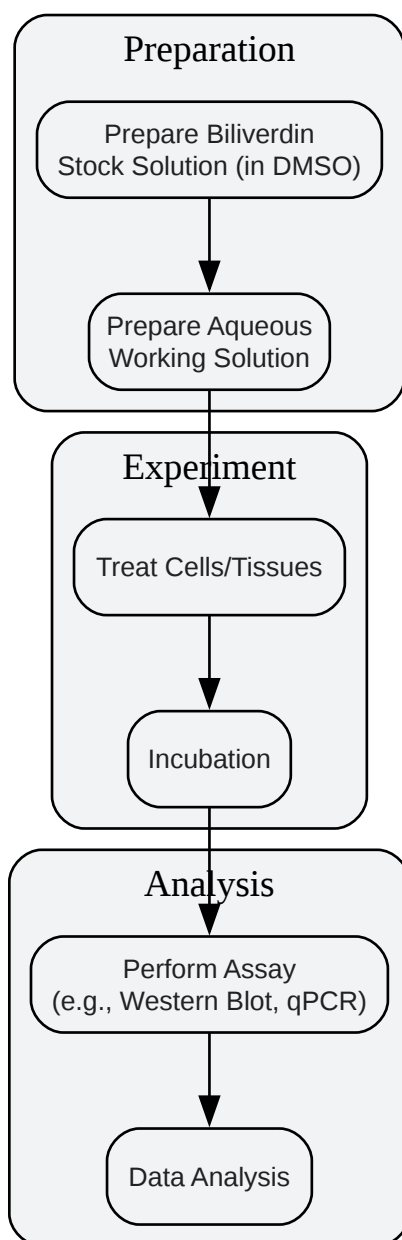 Preparation
Prepare Biliverdin
Stock Solution (in DMSO)
Prepare Aqueous
Working Solution
Experiment
Treat Cells/Tissues
Incubation
Analysis
Perform Assay
(e.g., Western Blot, qPCR)
Data Analysis